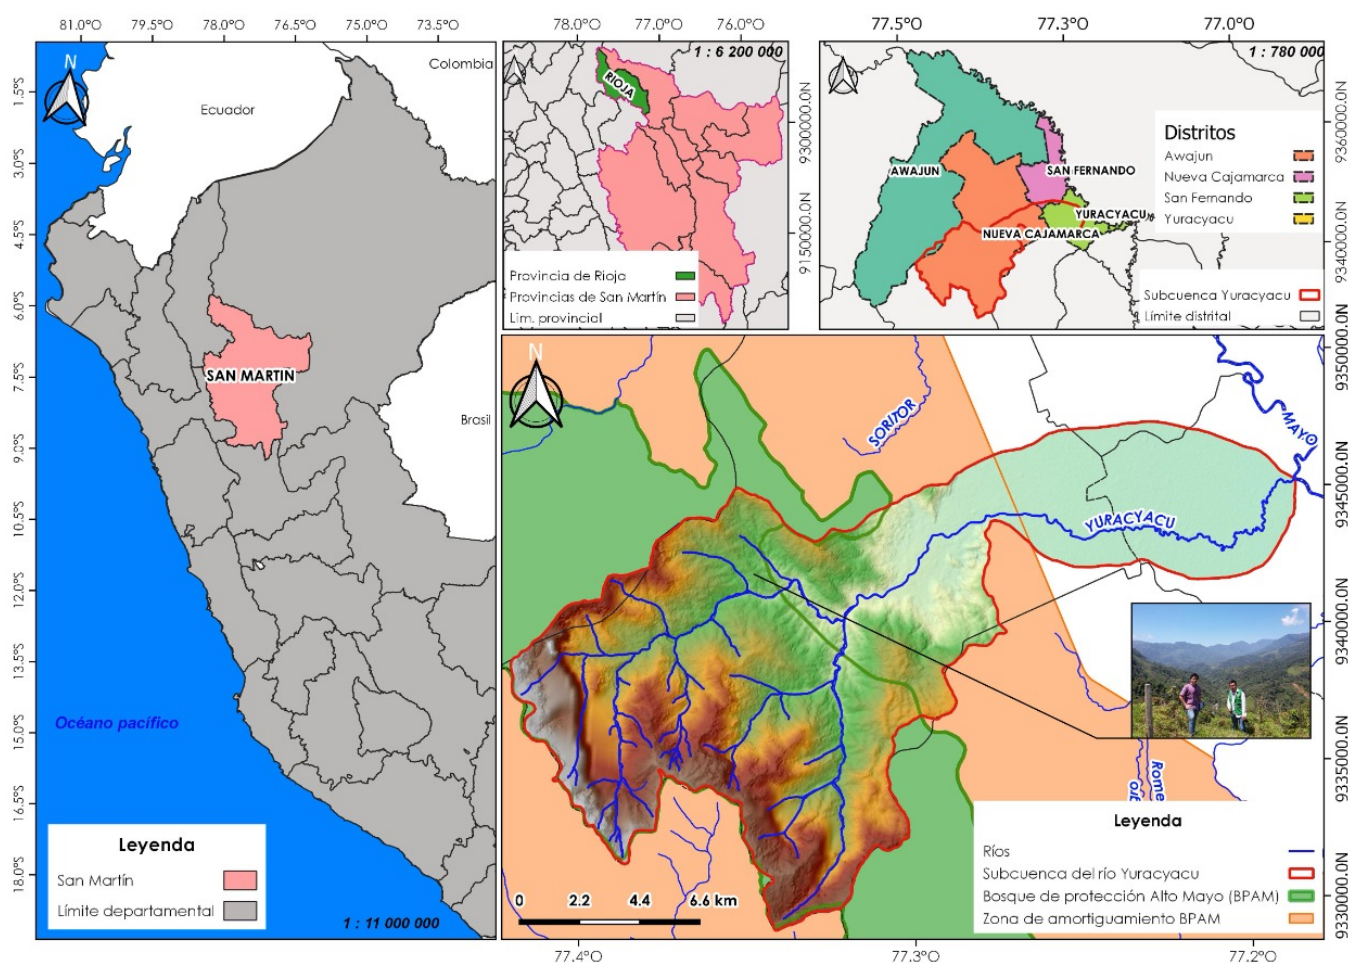 81.0°O 79.5°O 78.0°O 76.5°O 75.0°O 73.5°O
1.5°S
3.0°S
4.5°S
6.0°S
7.5°S
9.0°S
10.5°S
12.0°S
13.5°S
15.0°S
16.5°S
18.0°S
N
Colombia
Ecuador
SAN MARTIN
Brasil
Océano pacífico
Leyenda
San Martín
Límite departamental
1 : 11 000 000
78.0°O 77.0°O 76.0°O
1 : 6 200 000
RIOJA
Provincia de Rioja
Provincias de San Martín
Lim. provincial
9300000.0N
9150000.0N
77.5°O 77.3°O 77.0°O
1 : 780 000
AWAJUN
SAN FERNANDO
YURACYACU
NUEVA CAJAMARCA
Distritos
Awajun
Nueva Cajamarca
San Fernando
Yuracyacu
Subcuenca Yuracyacu
Límite distrital
9360000.0N
9340000.0N
N
SORITOR
MAYO
YURACYACU
Rome
Leyenda
Ríos
Subcuenca del río Yuracyacu
Bosque de protección Alto Mayo (BPAM)
Zona de amortiguamiento BPAM
0 2.2 4.4 6.6 km
9350000.0N
9345000.0N
9340000.0N
9335000.0N
9330000.0N
77.4°O 77.3°O 77.2°O